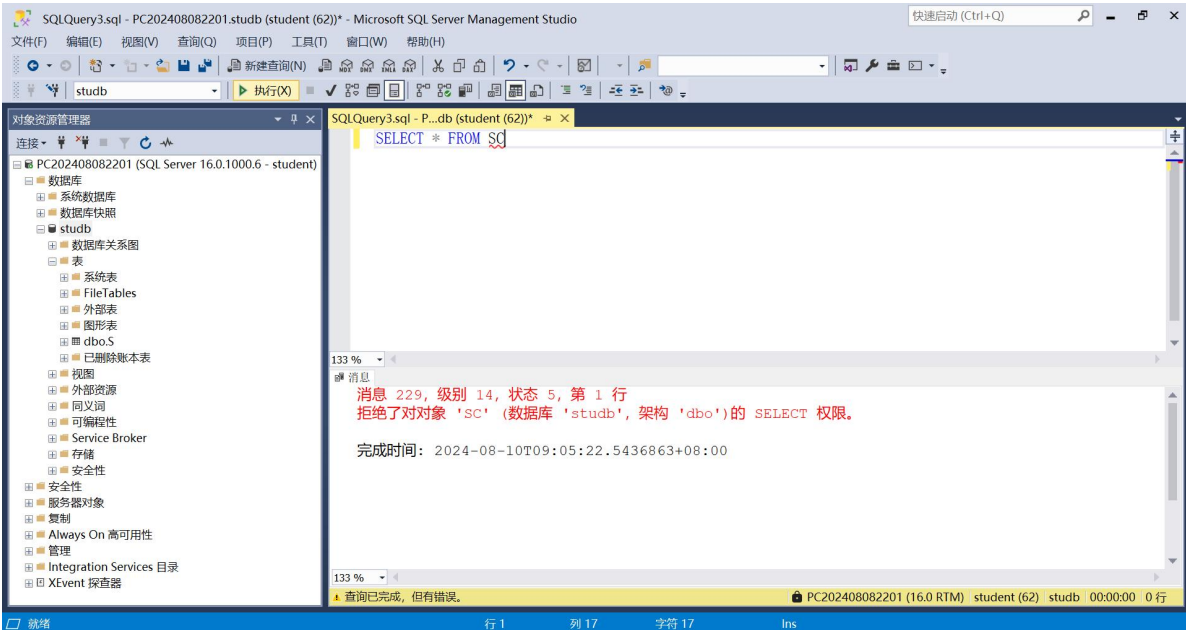 SQLQuery3.sql - PC202408082201.studb (student (62))* - Microsoft SQL Server Management Studio
快速启动 (Ctrl+Q)
文件(F) 编辑(E) 视图(V) 查询(Q) 项目(P) 工具(T) 窗口(W) 帮助(H)
新建查询(N) MDX DMX XMLA DAX
studb 执行(X)
对象资源管理器
连接
PC202408082201 (SQL Server 16.0.1000.6 - student)
数据库
系统数据库
数据库快照
studb
数据库关系图
表
系统表
FileTables
外部表
图形表
dbo.S
已删除账本表
视图
外部资源
同义词
可编程性
Service Broker
存储
安全性
安全性
服务器对象
复制
Always On 高可用性
管理
Integration Services 目录
XEvent 探查器
SQLQuery3.sql - P...db (student (62))*
SELECT * FROM SC
133 %
消息
消息 229, 级别 14, 状态 5, 第 1 行
拒绝了对对象 'SC' (数据库 'studb', 架构 'dbo')的 SELECT 权限。
完成时间: 2024-08-10T09:05:22.5436863+08:00
133 %
查询已完成，但有错误。 PC202408082201 (16.0 RTM) student (62) studb 00:00:00 0 行
就绪 行 1 列 17 字符 17 Ins